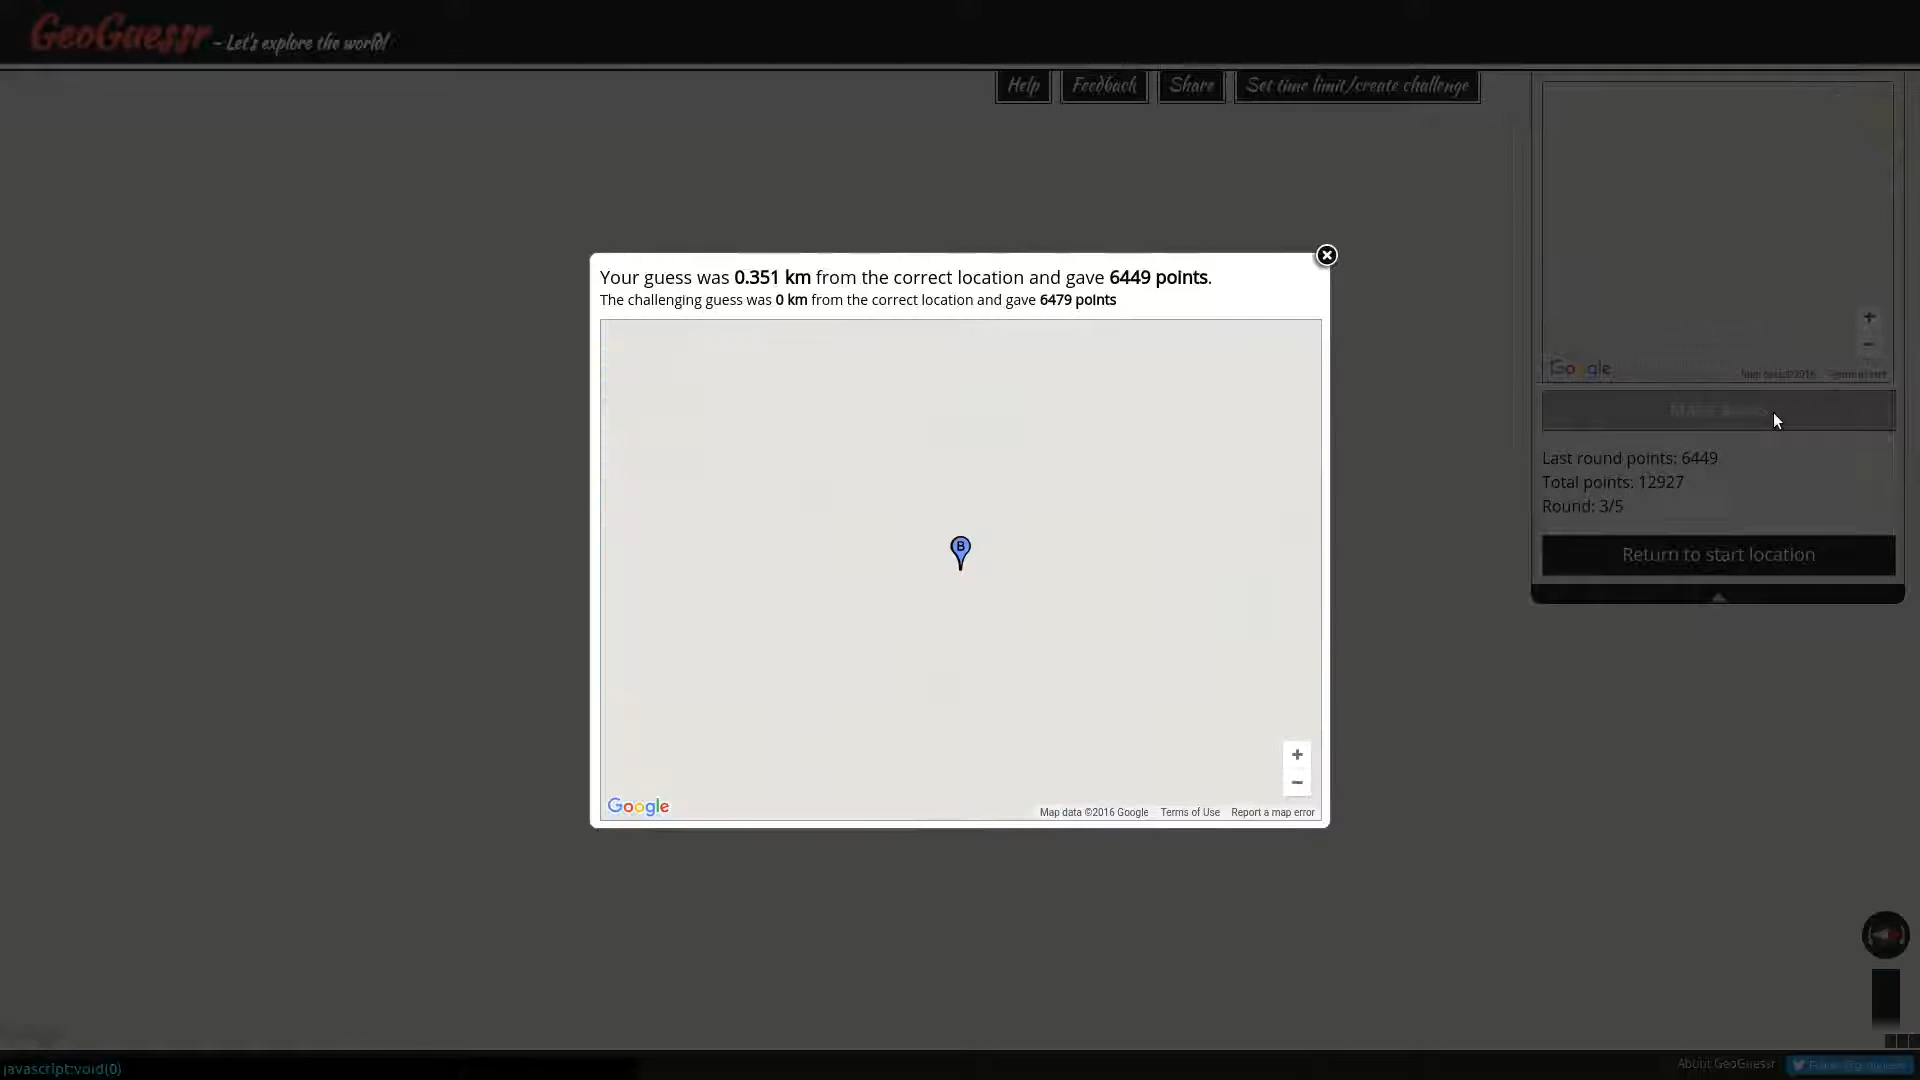 GeoGuessr – Let's explore the world!
Help
Feedback
Share
Set time limit/create challenge
Your guess was 0.351 km from the correct location and gave 6449 points.
The challenging guess was 0 km from the correct location and gave 6479 points
B
+
−
Google
Map data ©2016 Google
Terms of Use
Report a map error
+
−
Google
Last round points: 6449
Total points: 12927
Round: 3/5
Return to start location
javascript:void(0)
About GeoGuessr